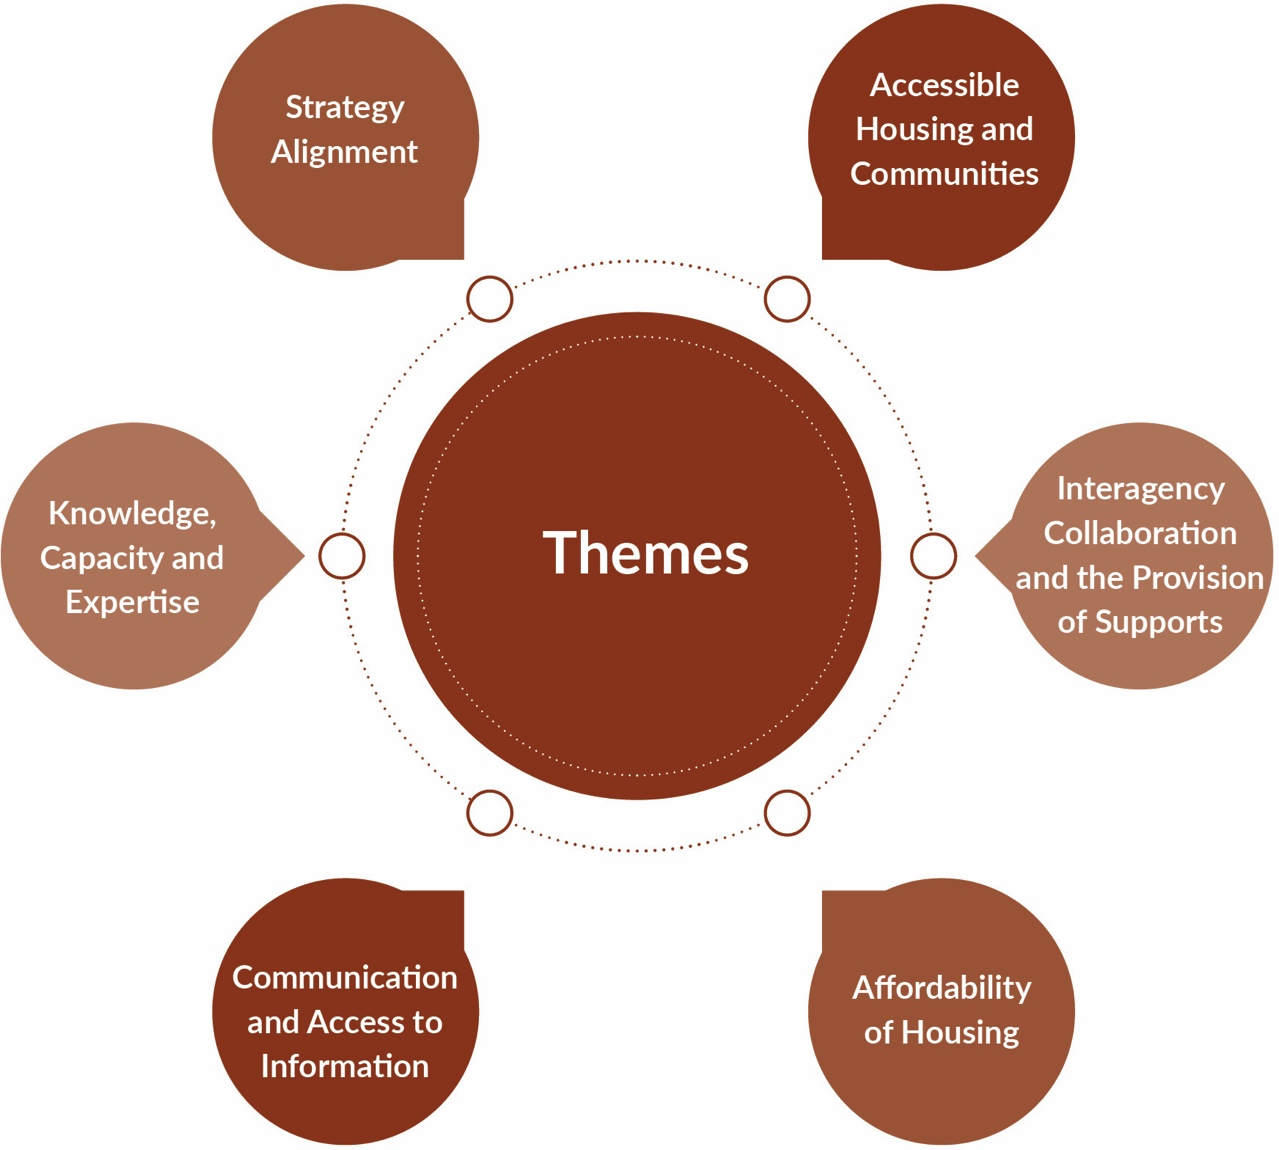 Strategy
Alignment
Accessible
Housing and
Communities
Knowledge,
Capacity and
Expertise
Themes
Interagency
Collaboration
and the Provision
of Supports
Communication
and Access to
Information
Affordability
of Housing